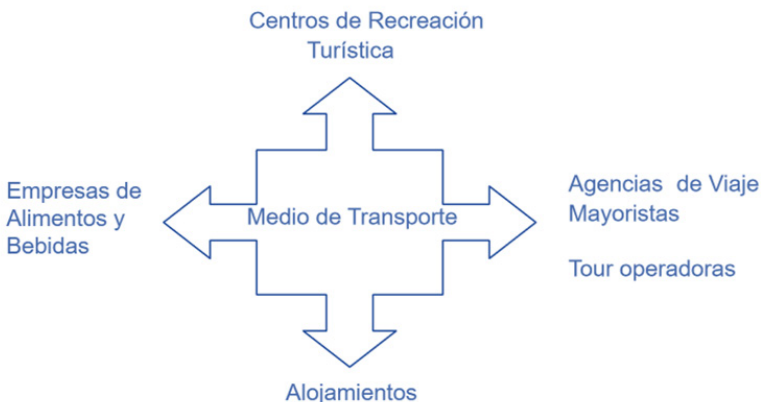 Centros de Recreación
Turística
Empresas de
Alimentos y
Bebidas
Medio de Transporte
Agencias de Viaje
Mayoristas
Tour operadoras
Alojamientos